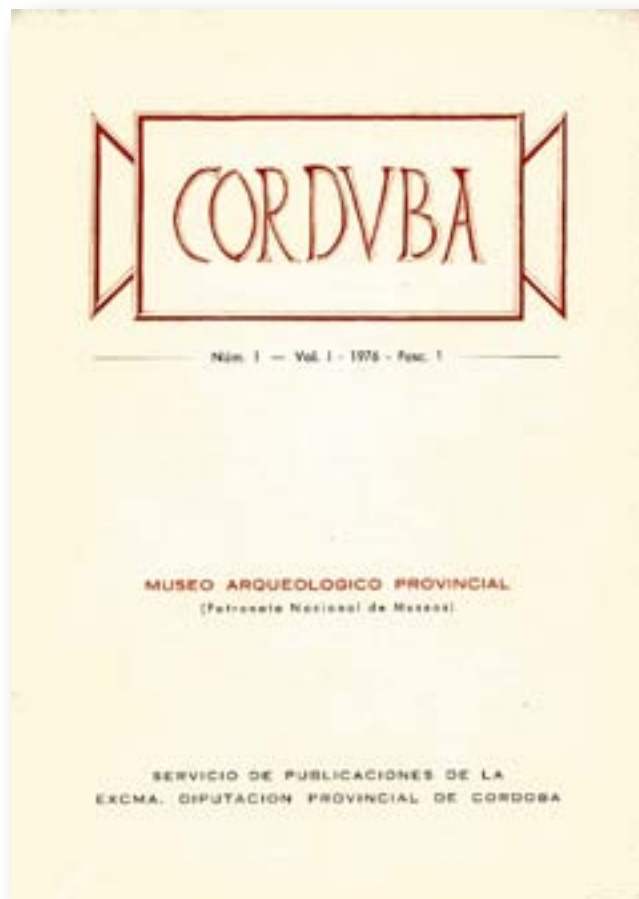 CORDVBA
Núm. 1 — Vol. I - 1976 - Fasc. 1
MUSEO ARQUEOLOGICO PROVINCIAL
(Patronato Nacional de Museos)
SERVICIO DE PUBLICACIONES DE LA
EXCMA. DIPUTACION PROVINCIAL DE CORDOBA